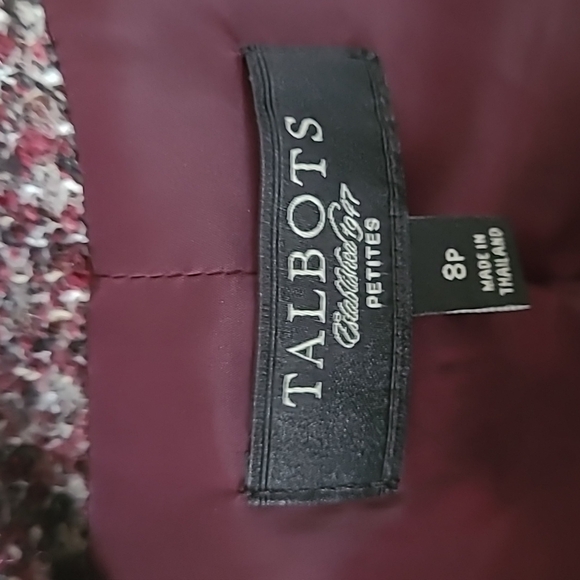 TALBOTS
Established 1947
PETITES
8P
MADE IN
THAILAND